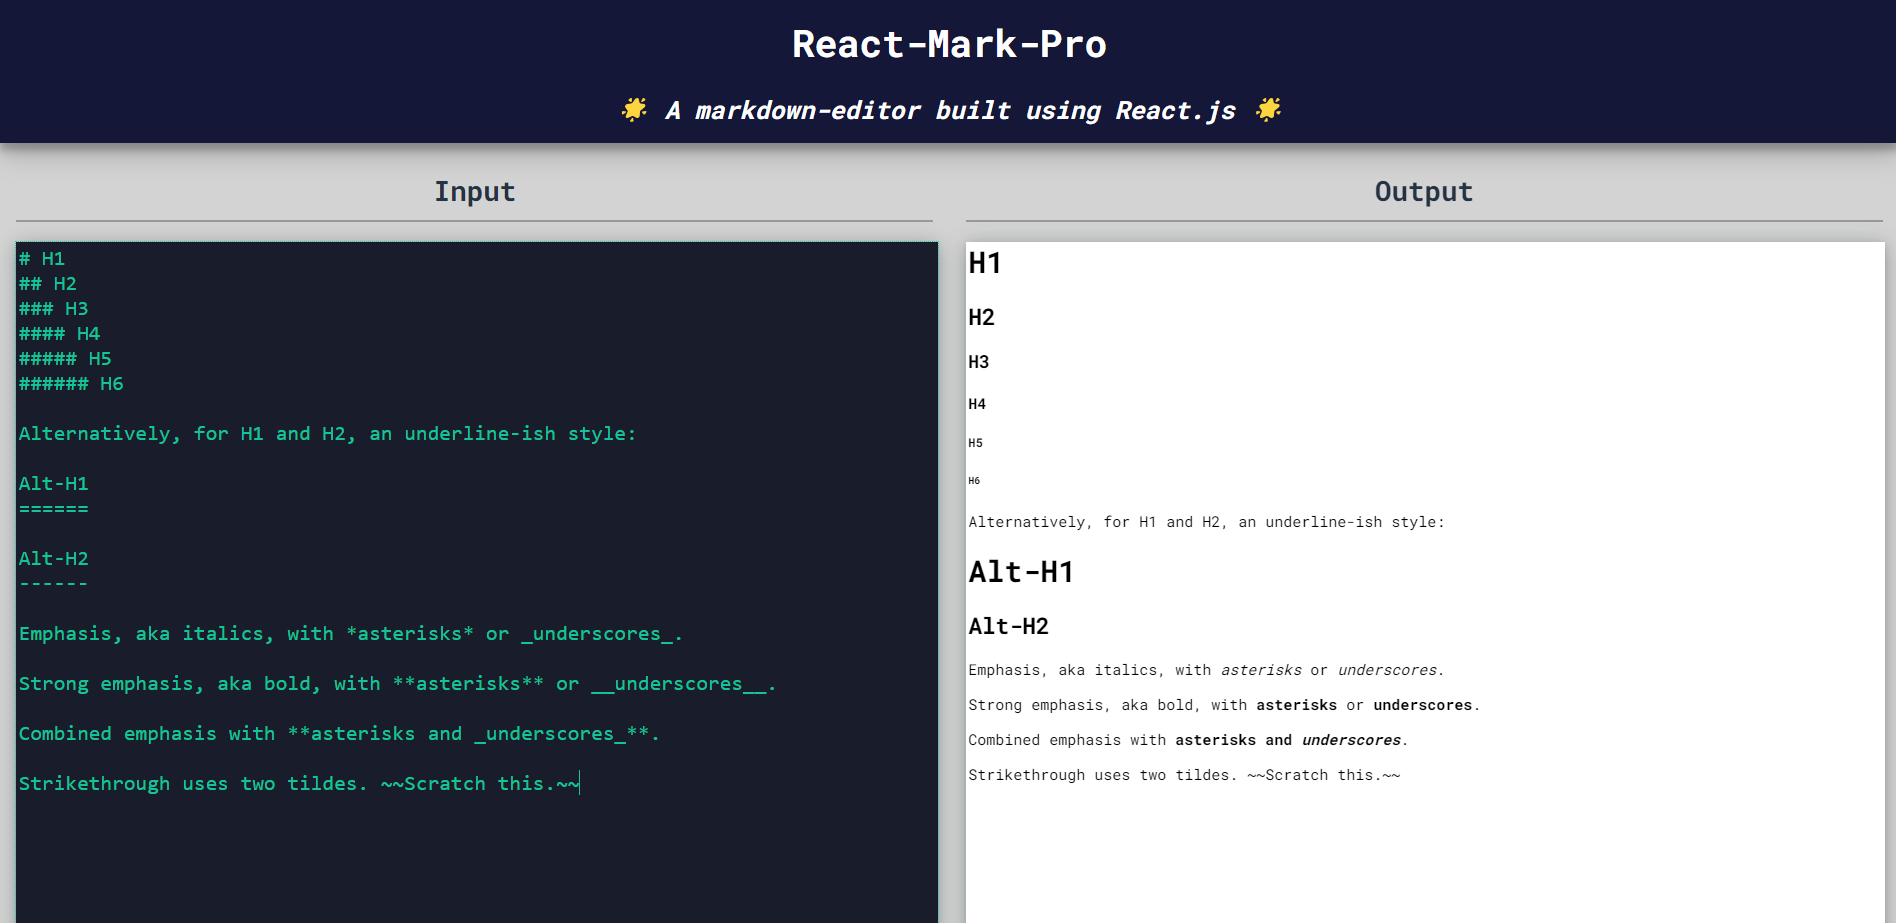 React-Mark-Pro
🌟 A markdown-editor built using React.js 🌟
Input
# H1
## H2
### H3
#### H4
##### H5
###### H6
Alternatively, for H1 and H2, an underline-ish style:
Alt-H1
======
Alt-H2
------
Emphasis, aka italics, with *asterisks* or _underscores_.
Strong emphasis, aka bold, with **asterisks** or __underscores__.
Combined emphasis with **asterisks and _underscores_**.
Strikethrough uses two tildes. ~~Scratch this.~~
Output
H1
H2
H3
H4
H5
H6
Alternatively, for H1 and H2, an underline-ish style:
Alt-H1
Alt-H2
Emphasis, aka italics, with asterisks or underscores.
Strong emphasis, aka bold, with asterisks or underscores.
Combined emphasis with asterisks and underscores.
Strikethrough uses two tildes. ~~Scratch this.~~